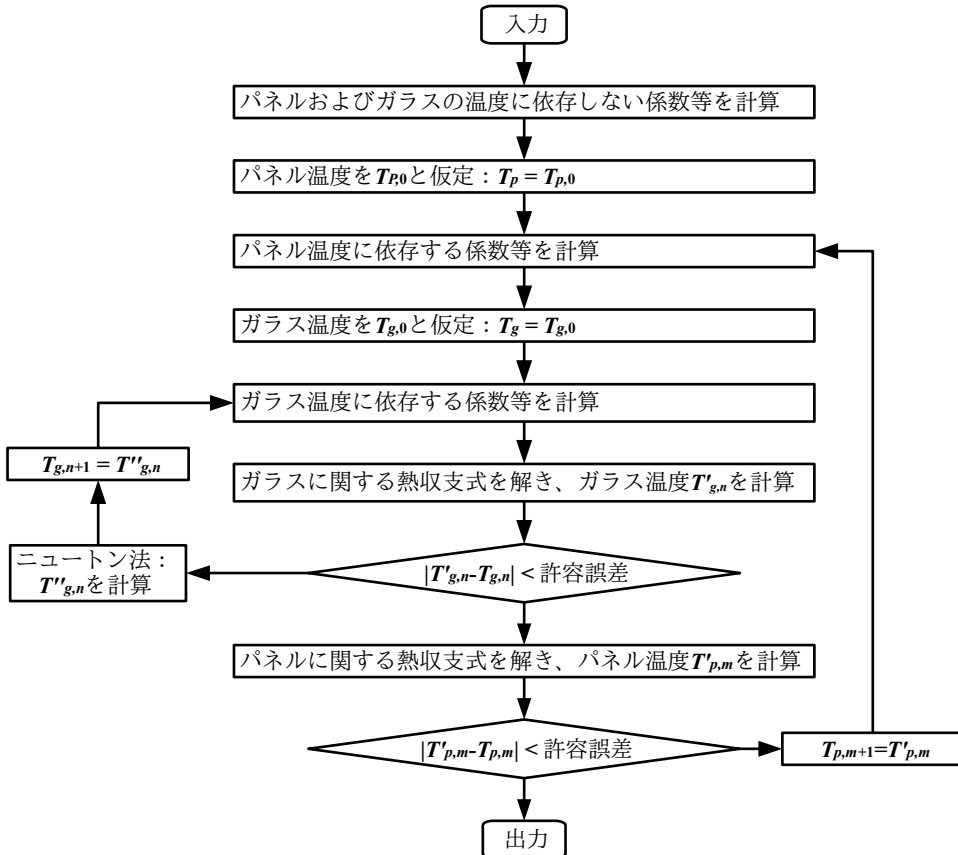 入力
パネルおよびガラスの温度に依存しない係数等を計算
パネル温度をTP,0と仮定：Tp = Tp,0
パネル温度に依存する係数等を計算
ガラス温度をTg,0と仮定：Tg = Tg,0
ガラス温度に依存する係数等を計算
Tg,n+1 = T''g,n
ガラスに関する熱収支式を解き、ガラス温度T'g,nを計算
ニュートン法：
T''g,nを計算
|T'g,n-Tg,n| < 許容誤差
パネルに関する熱収支式を解き、パネル温度T'p,mを計算
|T'p,m-Tp,m| < 許容誤差
Tp,m+1=T'p,m
出力